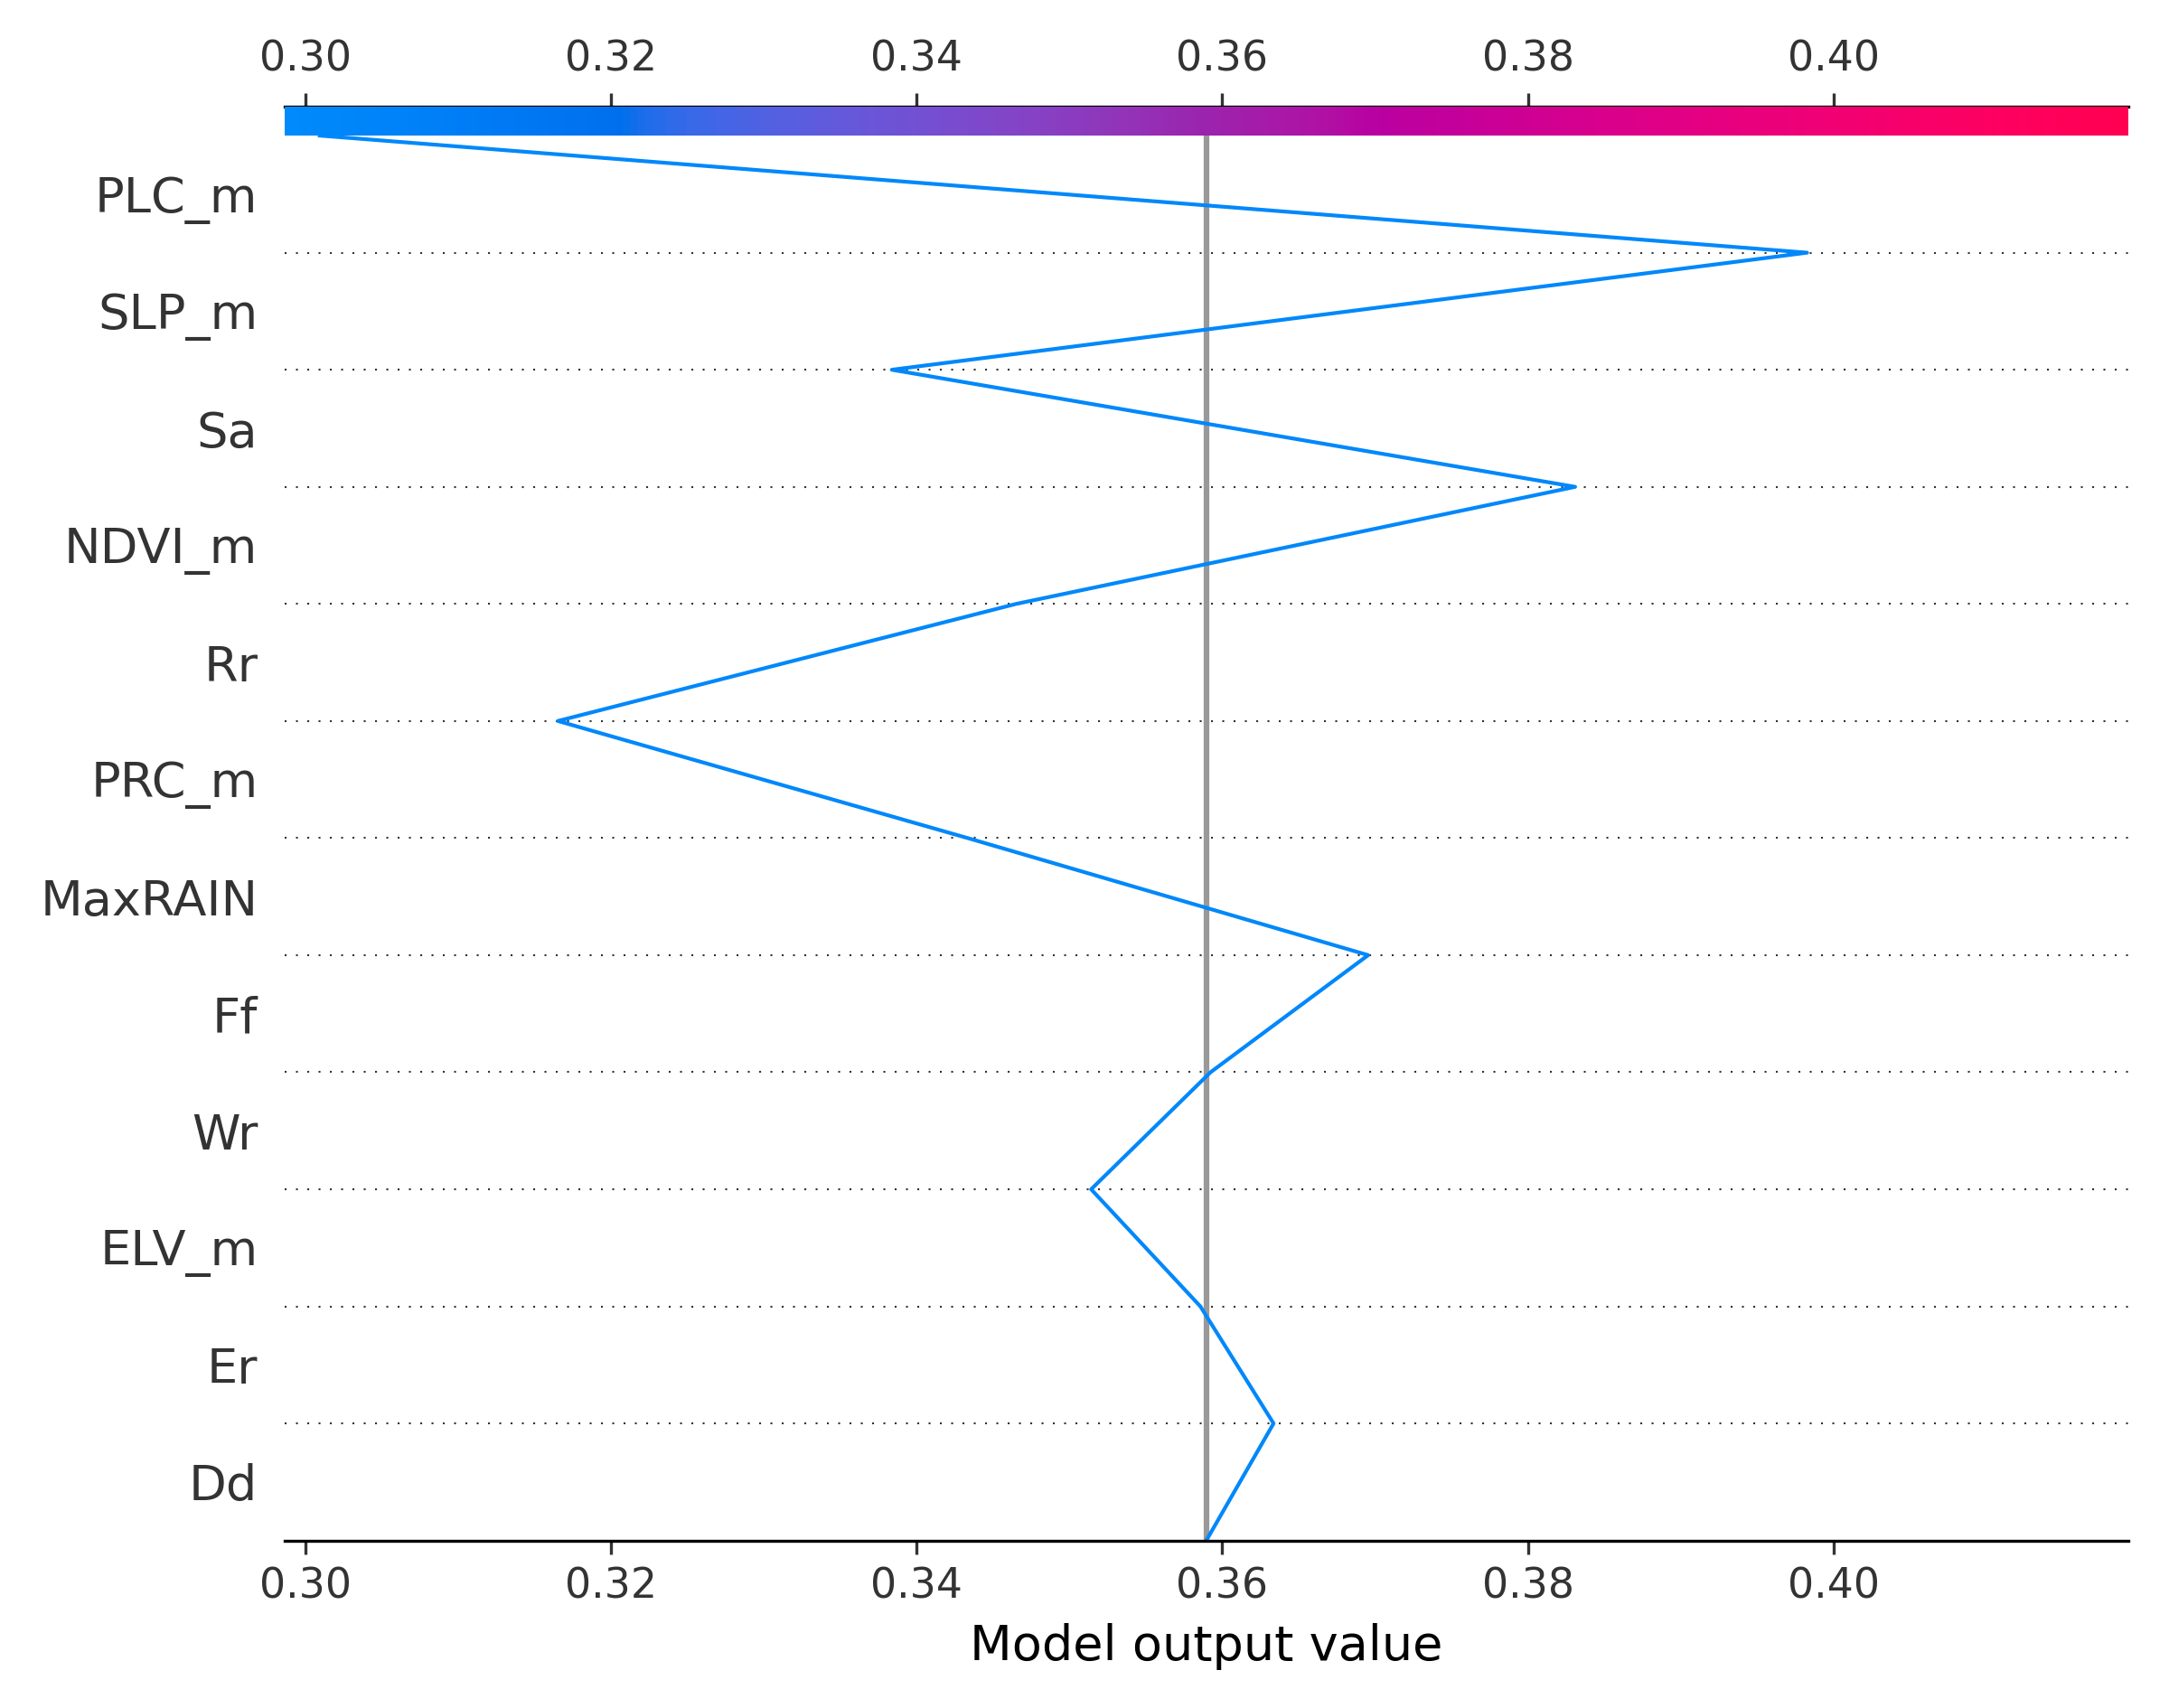 0.30 0.32 0.34 0.36 0.38 0.40
PLC_m
SLP_m
Sa
NDVI_m
Rr
PRC_m
MaxRAIN
Ff
Wr
ELV_m
Er
Dd
0.30 0.32 0.34 0.36 0.38 0.40
Model output value